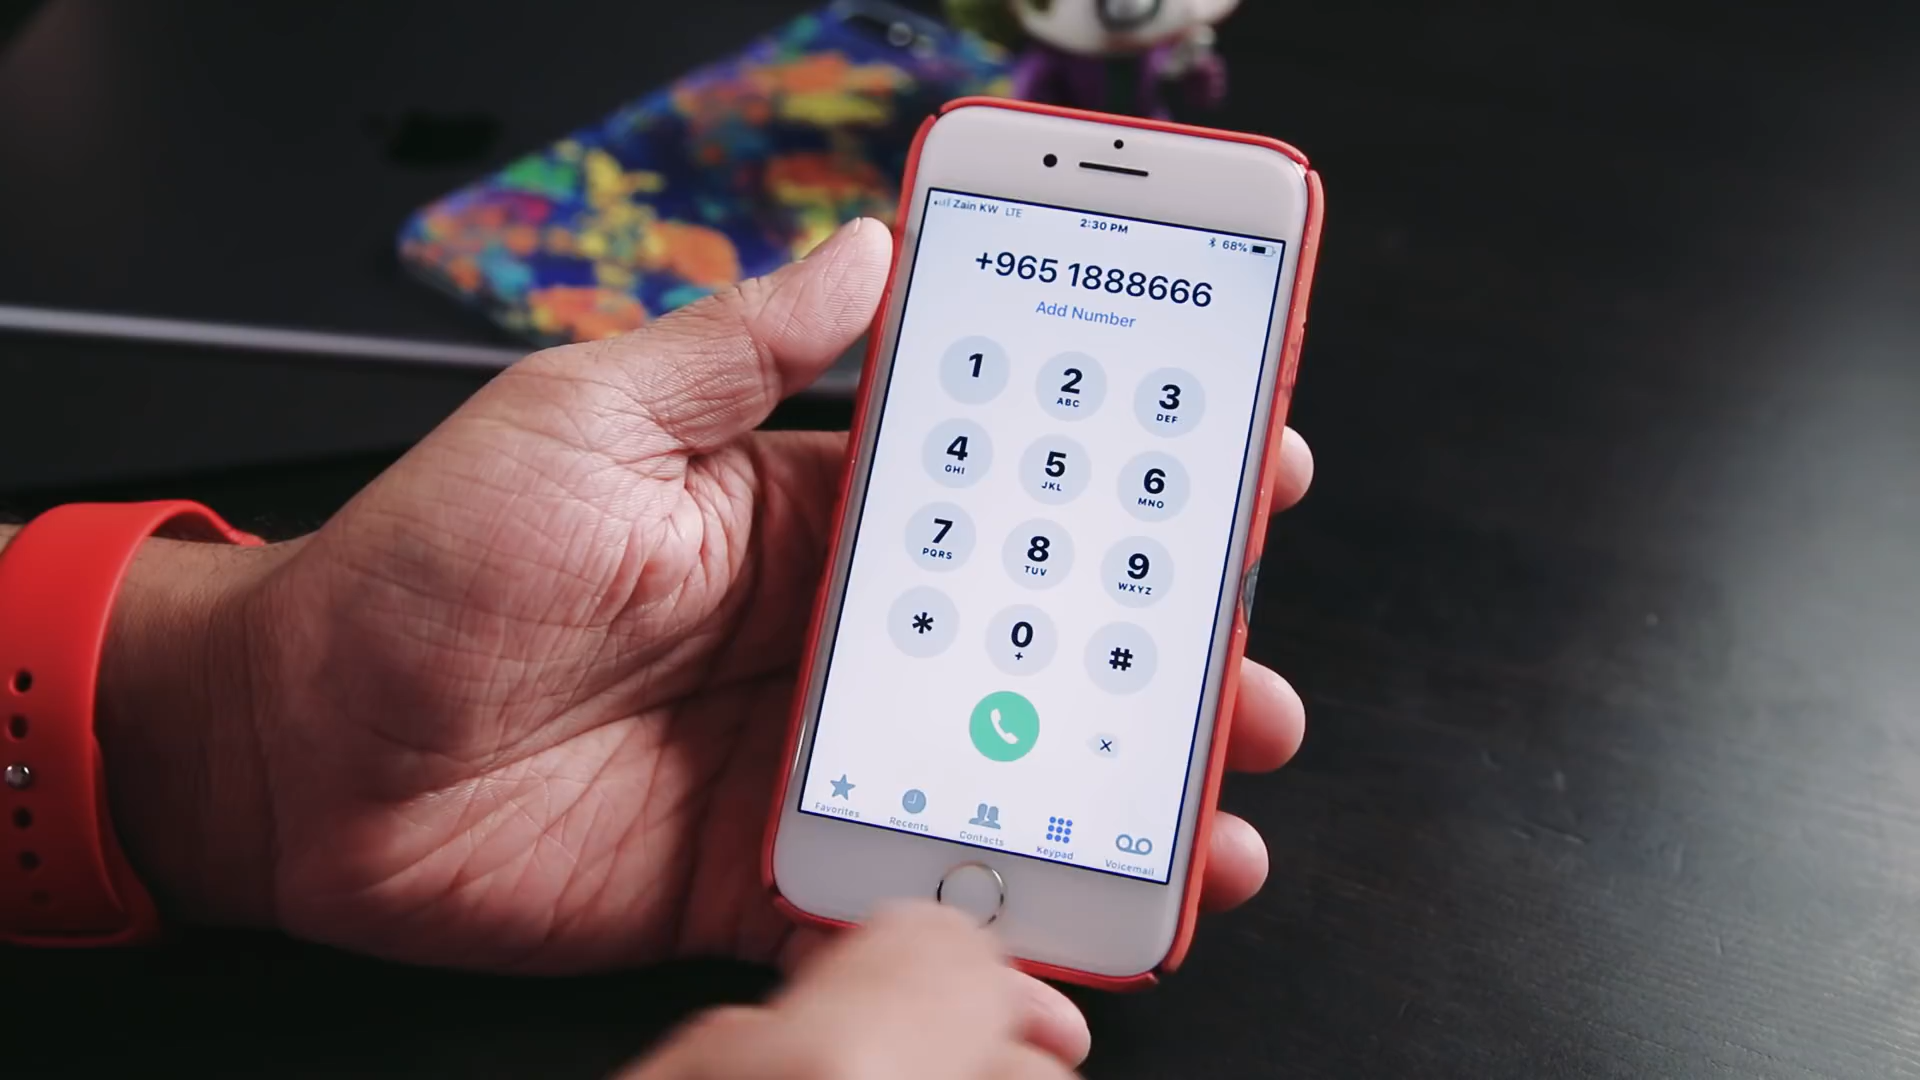 Zain KW LTE
2:30 PM
68%
+965 1888666
Add Number
1
2 ABC
3 DEF
4 GHI
5 JKL
6 MNO
7 PQRS
8 TUV
9 WXYZ
*
0 +
#
Favorites
Recents
Contacts
Keypad
Voicemail